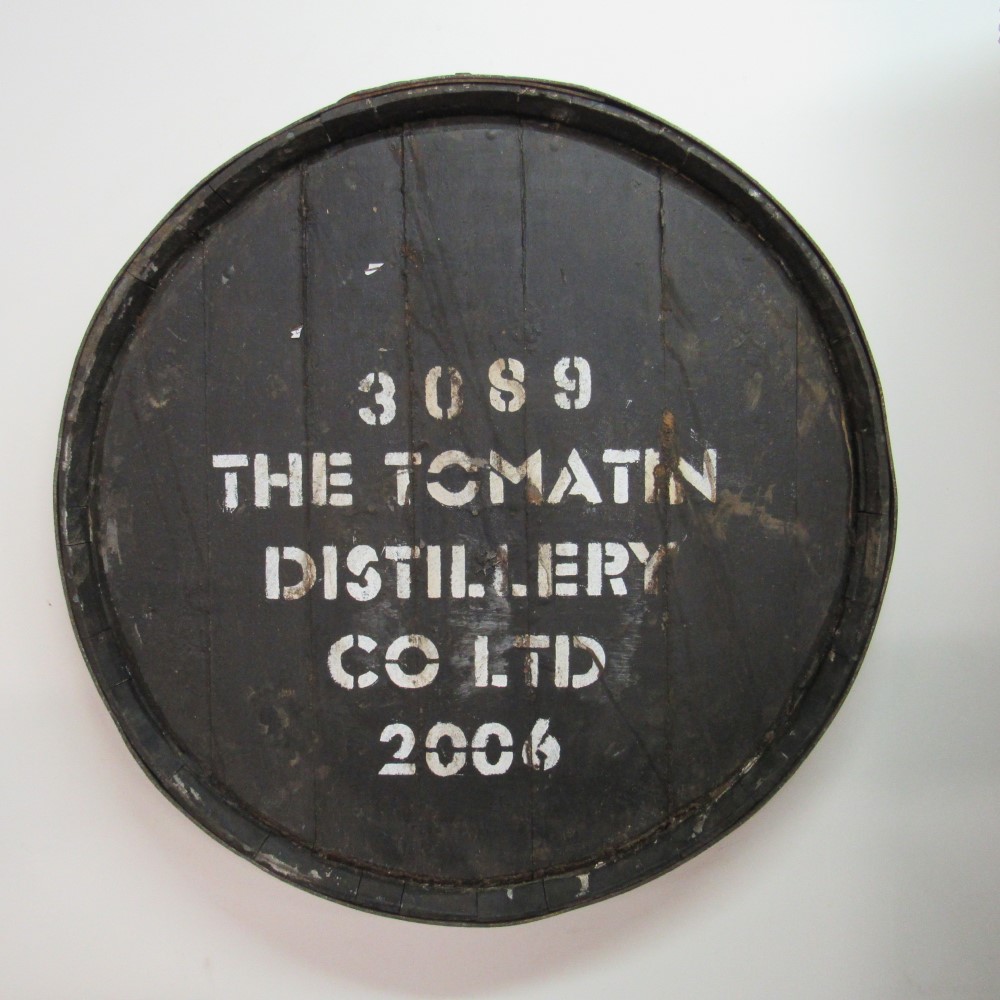 3089
THE TOMATIN
DISTILLERY
CO LTD
2006